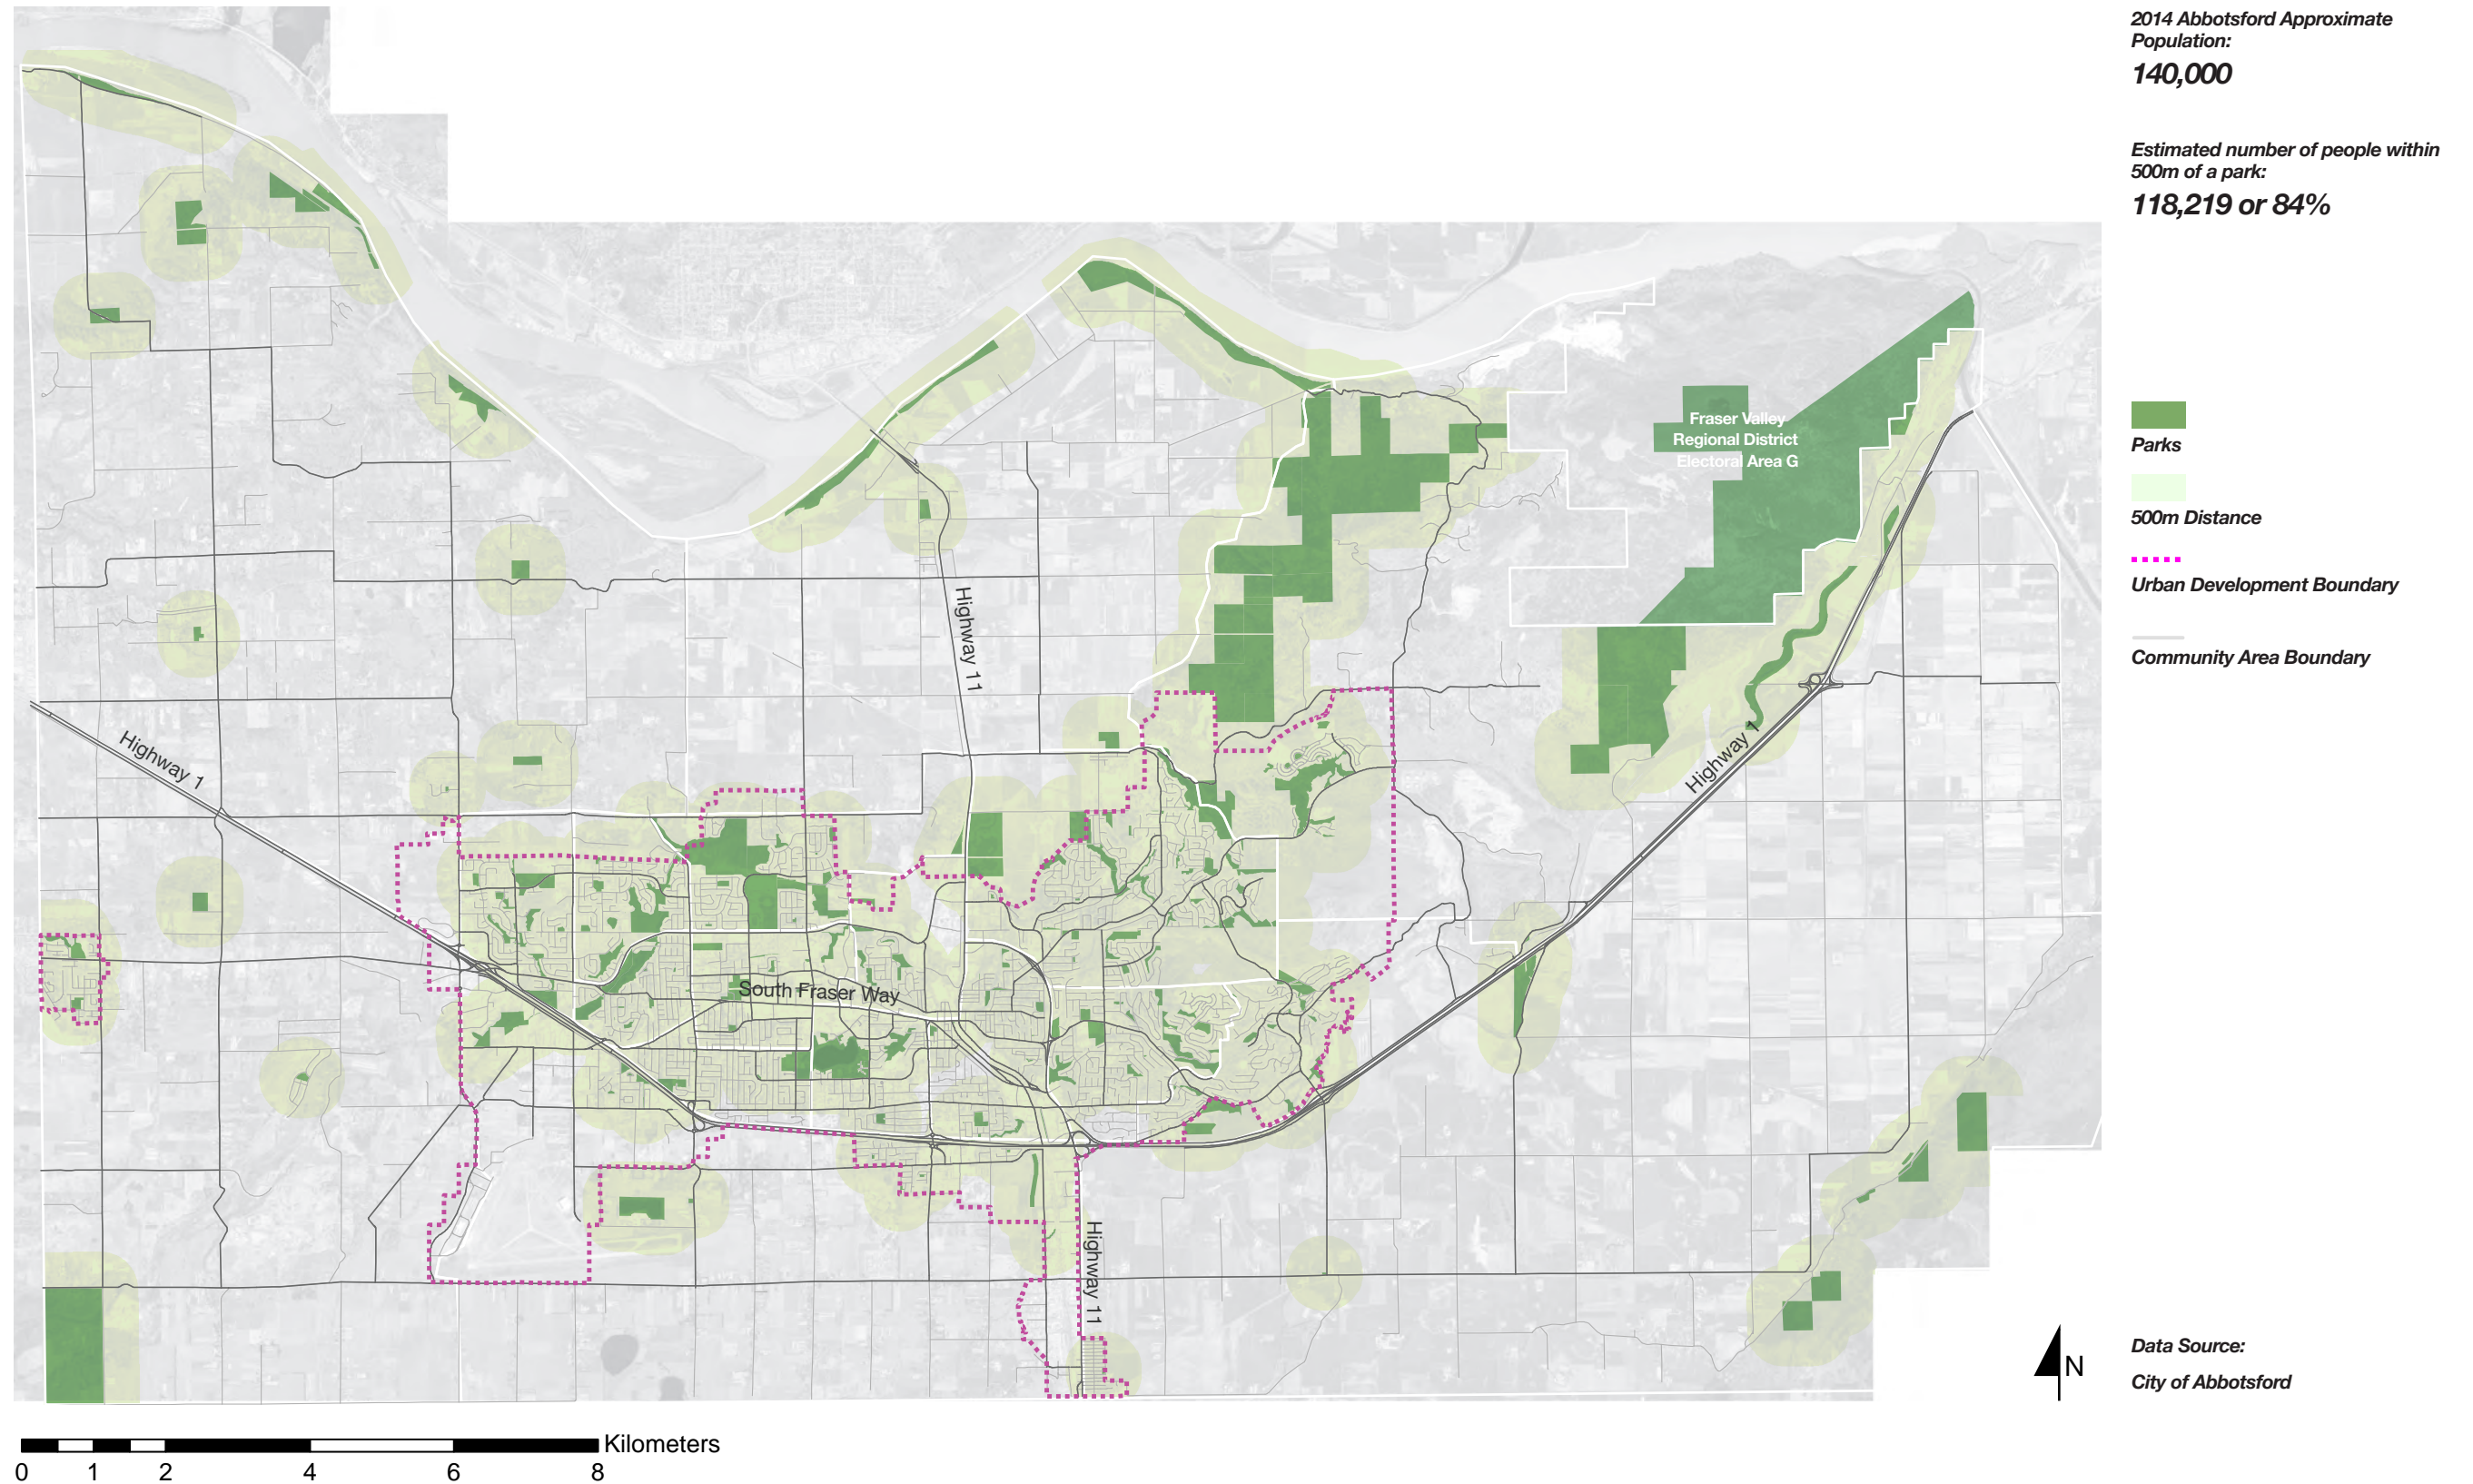 2014 Abbotsford Approximate
Population:
140,000
Estimated number of people within
500m of a park:
118,219 or 84%
Parks
500m Distance
Urban Development Boundary
Community Area Boundary
Fraser Valley
Regional District
Electoral Area G
Highway 11
Highway 1
Highway 1
South Fraser Way
Highway 11
N
Data Source:
City of Abbotsford
Kilometers
0 1 2 4 6 8